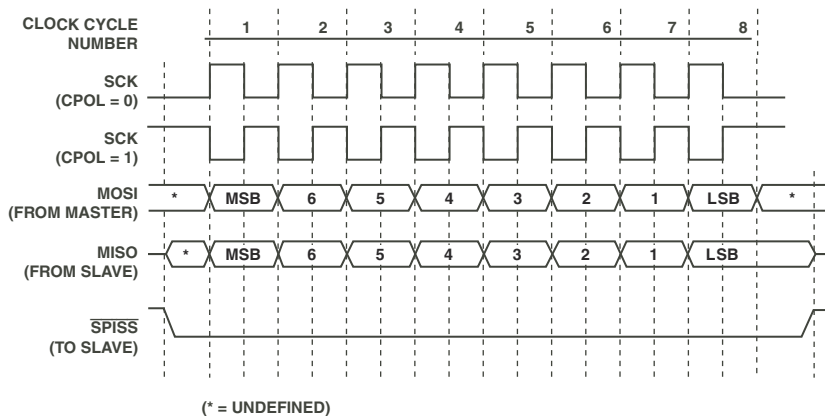 CLOCK CYCLE
NUMBER
1 2 3 4 5 6 7 8
SCK
(CPOL = 0)
SCK
(CPOL = 1)
MOSI
(FROM MASTER)
* MSB 6 5 4 3 2 1 LSB *
MISO
(FROM SLAVE)
* MSB 6 5 4 3 2 1 LSB
SPISS
(TO SLAVE)
(* = UNDEFINED)